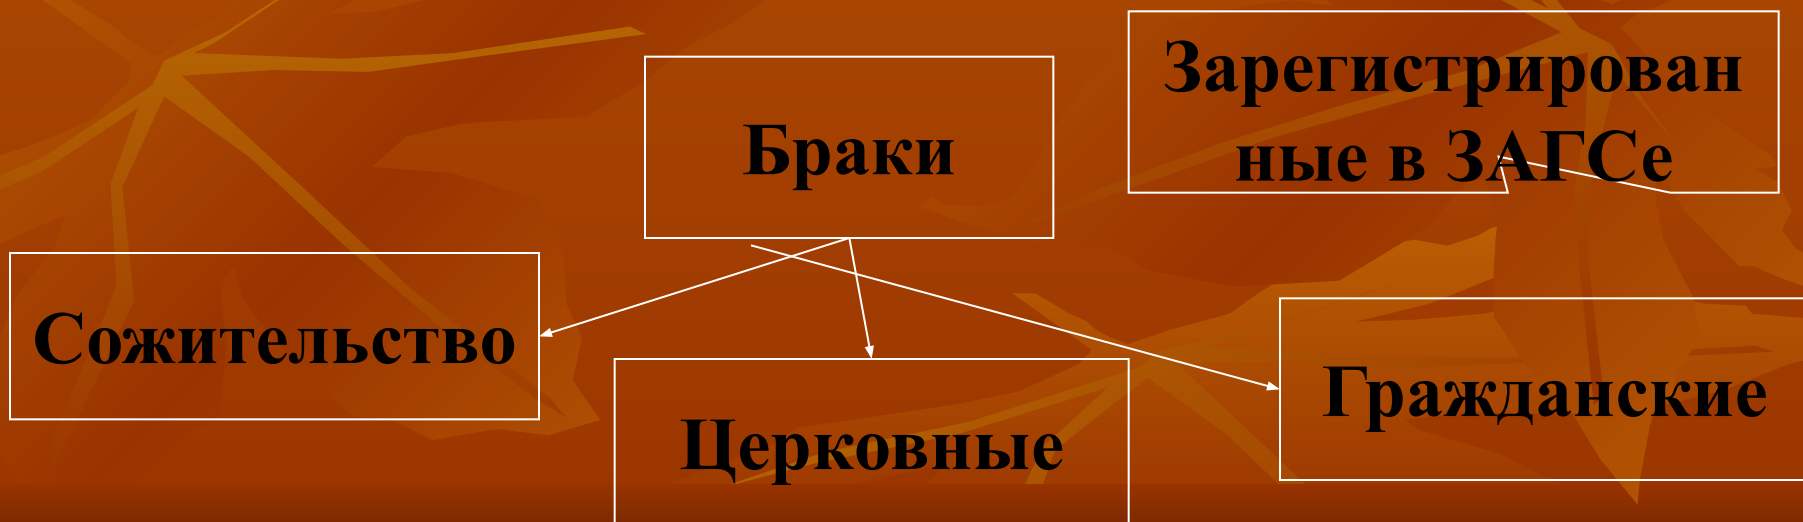 Зарегистрирован
ные в ЗАГСе
Браки
Сожительство
Гражданские
Церковные